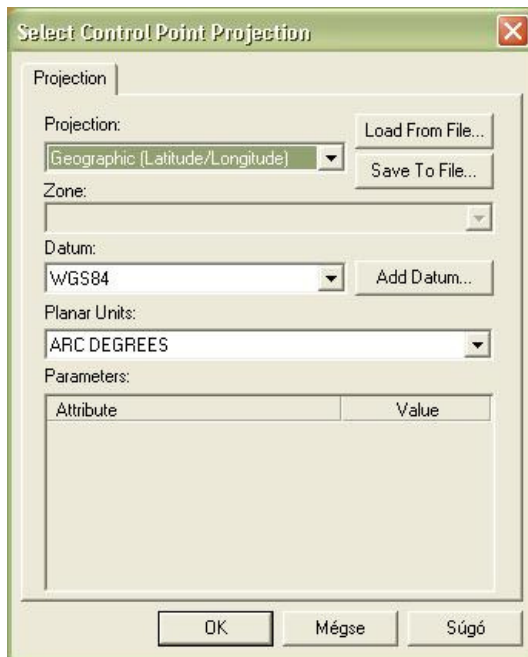 Select Control Point Projection
Projection
Projection:
Load From File...
Geographic (Latitude/Longitude)
Save To File...
Zone:
Datum:
WGS84
Add Datum...
Planar Units:
ARC DEGREES
Parameters:
Attribute Value
OK Mégse Súgó